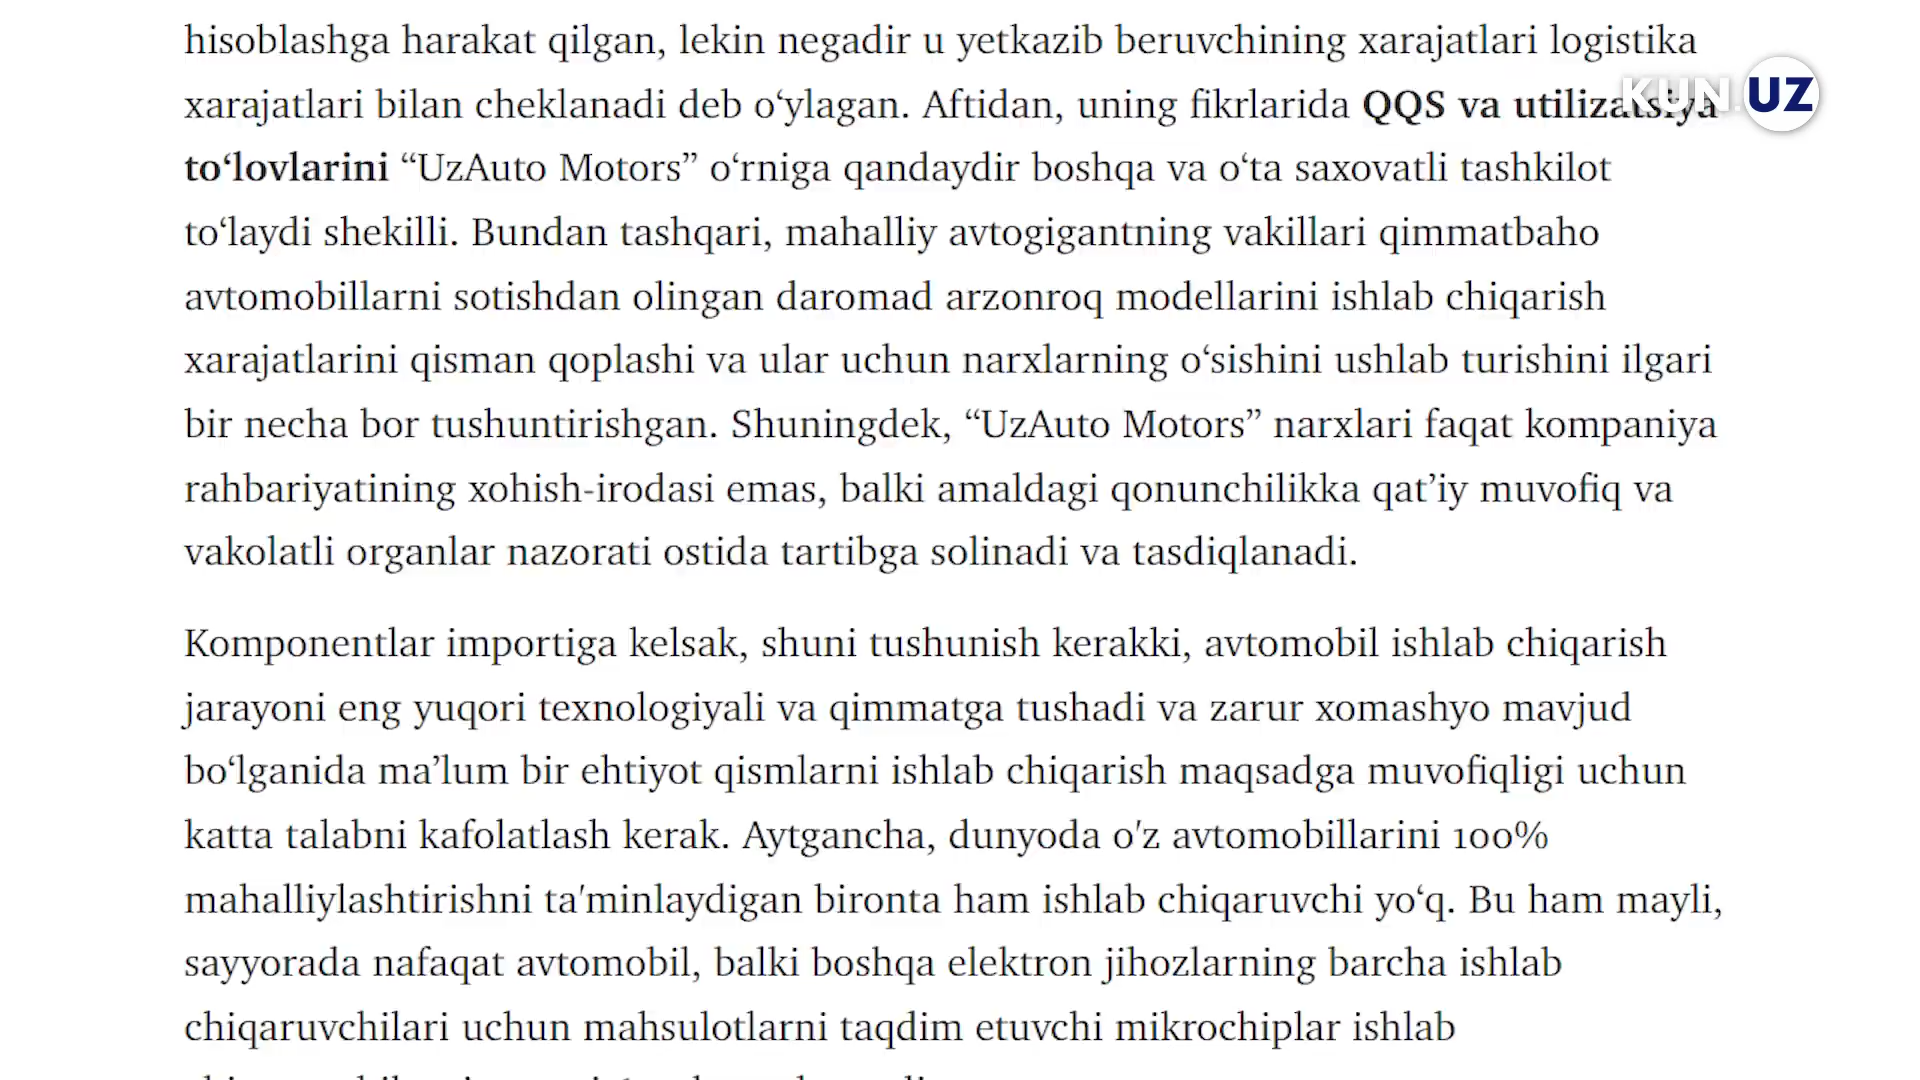 hisoblashga harakat qilgan, lekin negadir u yetkazib beruvchining xarajatlari logistika
xarajatlari bilan cheklanadi deb o‘ylagan. Aftidan, uning fikrlarida QQS va utilizatsiya
to‘lovlarini “UzAuto Motors” o‘rniga qandaydir boshqa va o‘ta saxovatli tashkilot
to‘laydi shekilli. Bundan tashqari, mahalliy avtogigantning vakillari qimmatbaho
avtomobillarni sotishdan olingan daromad arzonroq modellarini ishlab chiqarish
xarajatlarini qisman qoplashi va ular uchun narxlarning o‘sishini ushlab turishini ilgari
bir necha bor tushuntirishgan. Shuningdek, “UzAuto Motors” narxlari faqat kompaniya
rahbariyatining xohish-irodasi emas, balki amaldagi qonunchilikka qat’iy muvofiq va
vakolatli organlar nazorati ostida tartibga solinadi va tasdiqlanadi.
Komponentlar importiga kelsak, shuni tushunish kerakki, avtomobil ishlab chiqarish
jarayoni eng yuqori texnologiyali va qimmatga tushadi va zarur xomashyo mavjud
bo‘lganida ma’lum bir ehtiyot qismlarni ishlab chiqarish maqsadga muvofiqligi uchun
katta talabni kafolatlash kerak. Aytgancha, dunyoda o'z avtomobillarini 100%
mahalliylashtirishni ta'minlaydigan bironta ham ishlab chiqaruvchi yo‘q. Bu ham mayli,
sayyorada nafaqat avtomobil, balki boshqa elektron jihozlarning barcha ishlab
chiqaruvchilari uchun mahsulotlarni taqdim etuvchi mikrochiplar ishlab
KUN.UZ